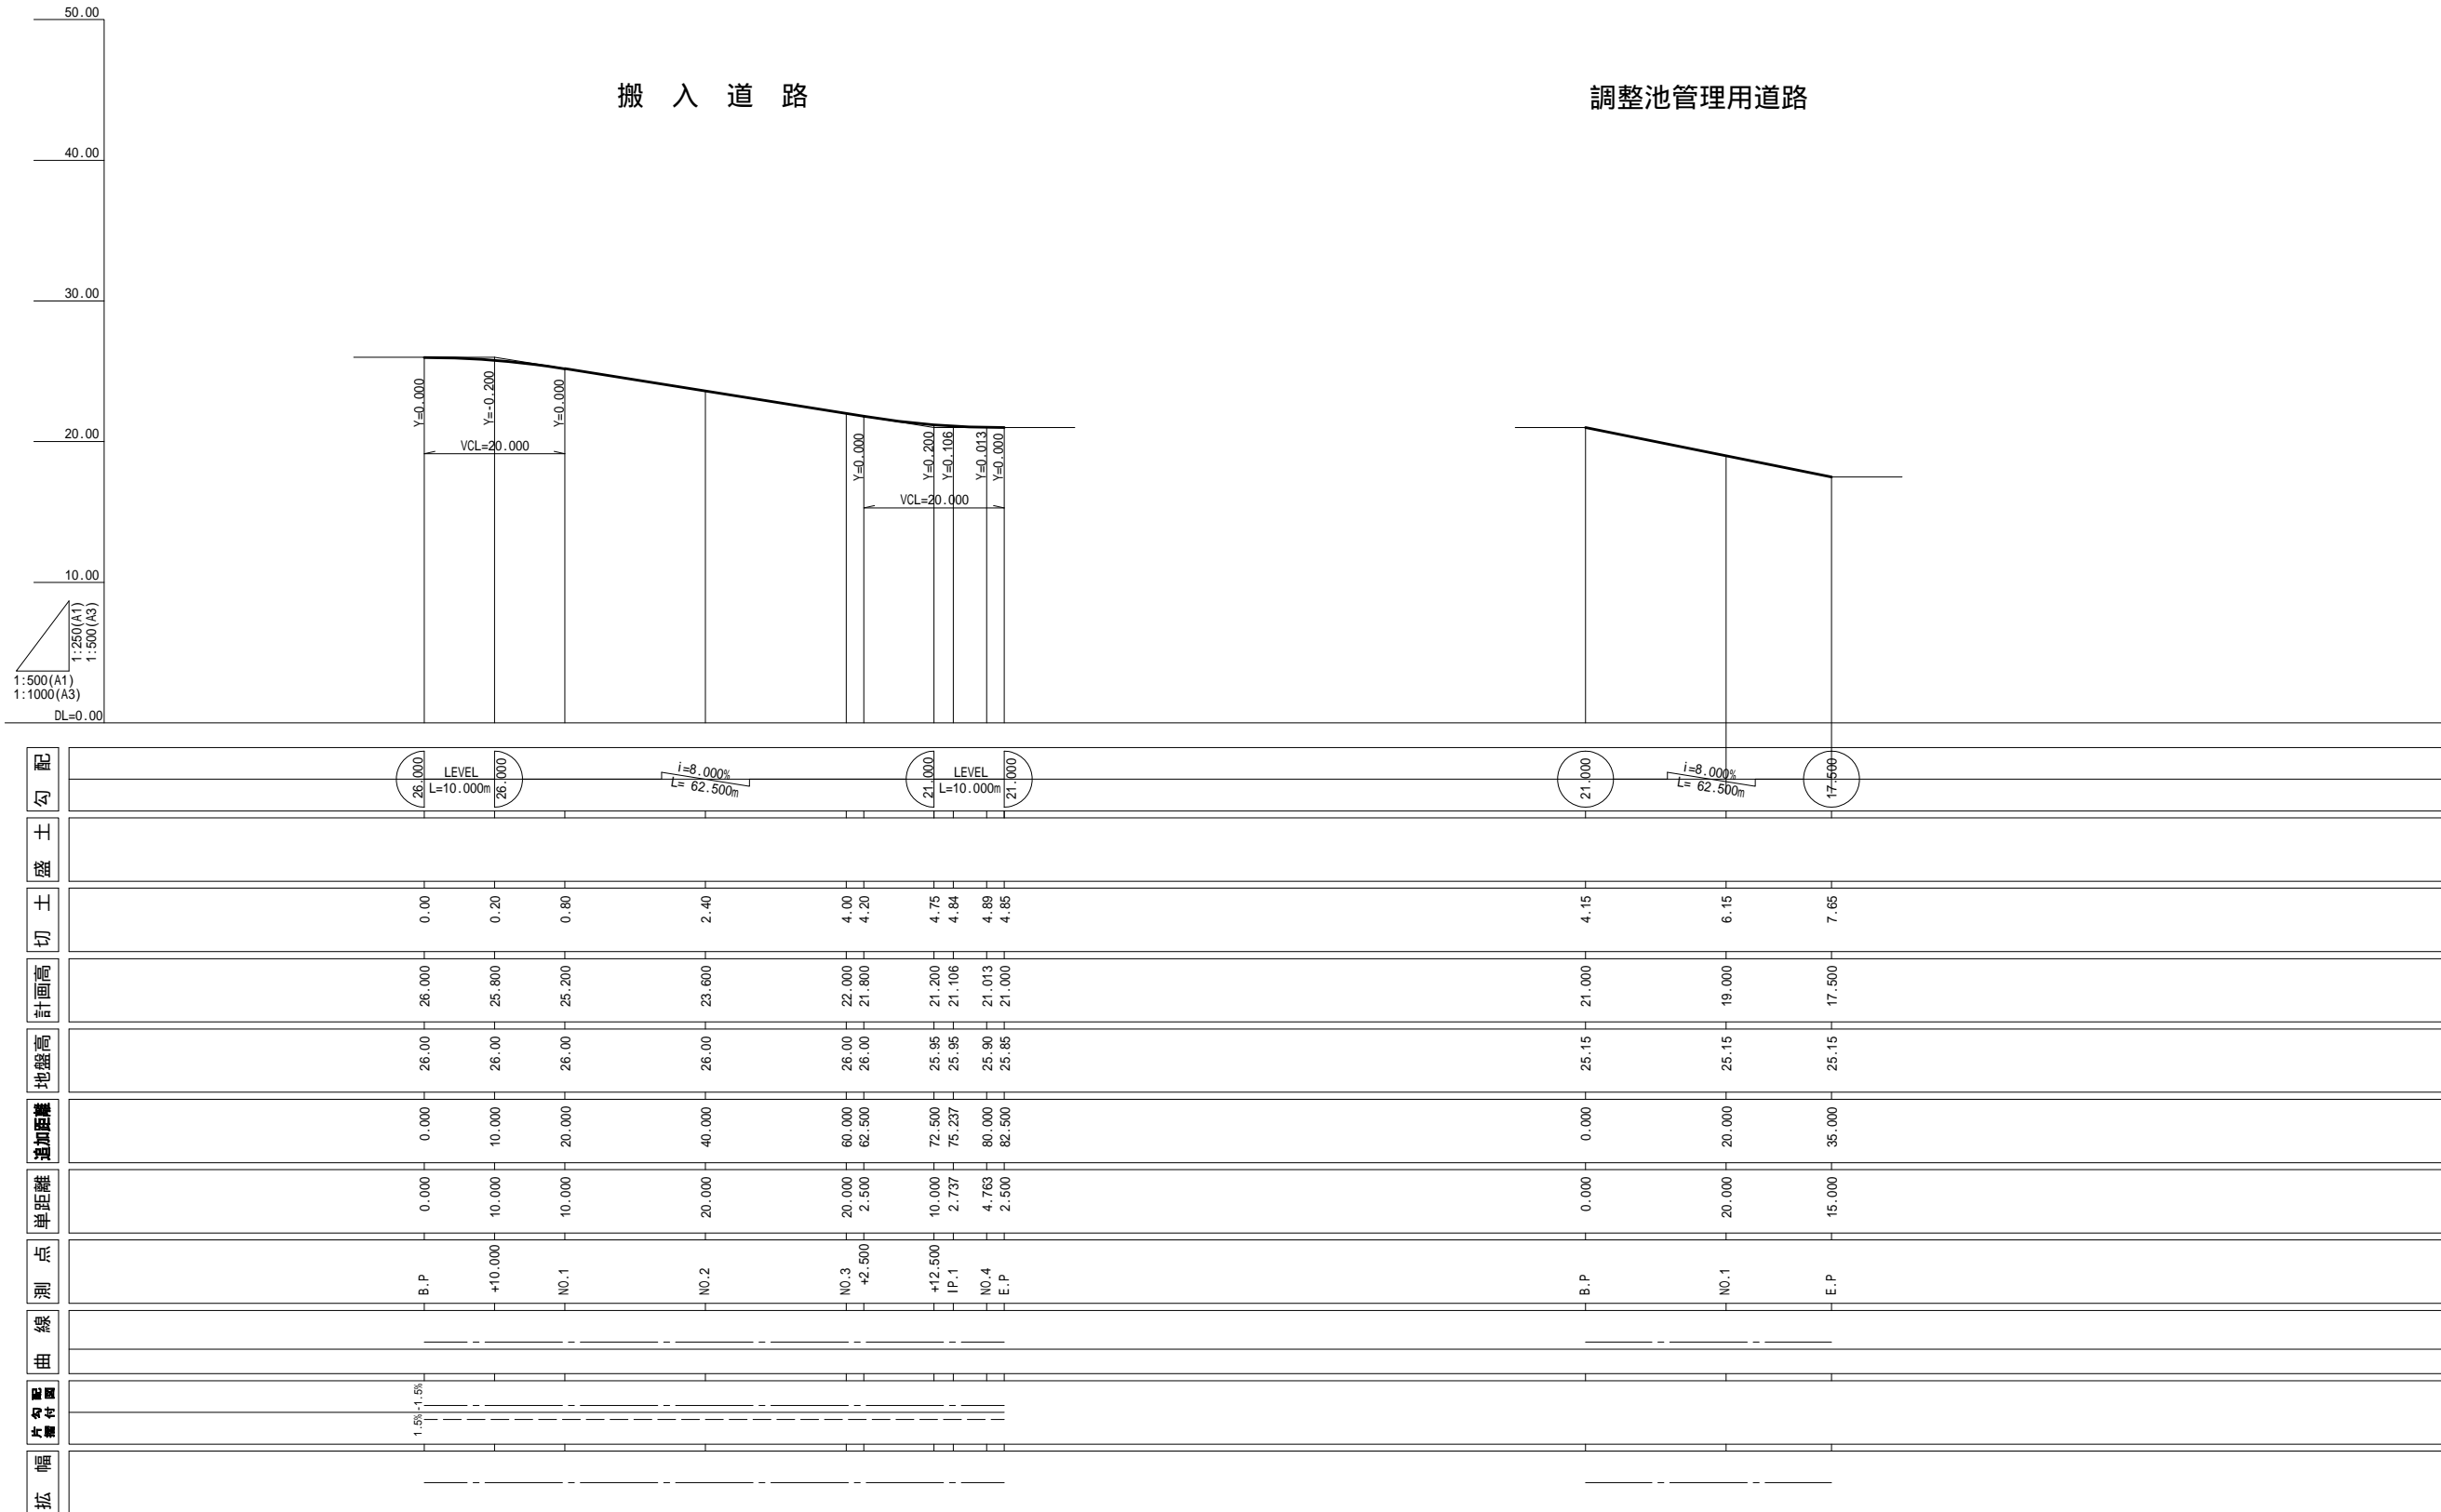 搬入道路
調整池管理用道路
50.00
40.00
30.00
20.00
10.00
1:250(A1)
1:500(A3)
1:500(A1)
1:1000(A3)
DL=0.00
Y=0.000
Y=-0.200
Y=0.000
VCL=20.000
Y=0.000
Y=0.200
Y=0.106
Y=0.013
Y=0.000
VCL=20.000
勾配
26.000
LEVEL
L=10.000m
26.000
i=8.000%
L= 62.500m
21.000
LEVEL
L=10.000m
21.000
21.000
i=8.000%
L= 62.500m
17.500
盛土
切土 0.00 0.20 0.80 2.40 4.00 4.20 4.75 4.84 4.89 4.85 4.15 6.15 7.65
計画高 26.000 25.800 25.200 23.600 22.000 21.800 21.200 21.106 21.013 21.000 21.000 19.000 17.500
地盤高 26.00 26.00 26.00 26.00 26.00 26.00 25.95 25.95 25.90 25.85 25.15 25.15 25.15
追加距離 0.000 10.000 20.000 40.000 60.000 62.500 72.500 75.237 80.000 82.500 0.000 20.000 35.000
単距離 0.000 10.000 10.000 20.000 20.000 2.500 10.000 2.737 4.763 2.500 0.000 20.000 15.000
測点 B.P +10.000 NO.1 NO.2 NO.3 +2.500 +12.500 IP.1 NO.4 E.P B.P NO.1 E.P
曲線
片勾配
摺付図
1.5% -1.5%
拡幅